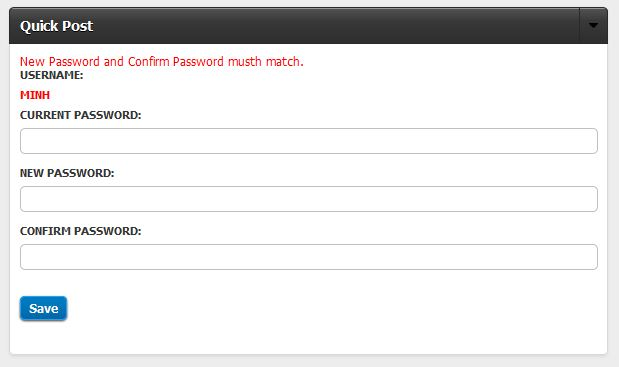 Quick Post
New Password and Confirm Password musth match.
USERNAME:
MINH
CURRENT PASSWORD:
NEW PASSWORD:
CONFIRM PASSWORD:
Save